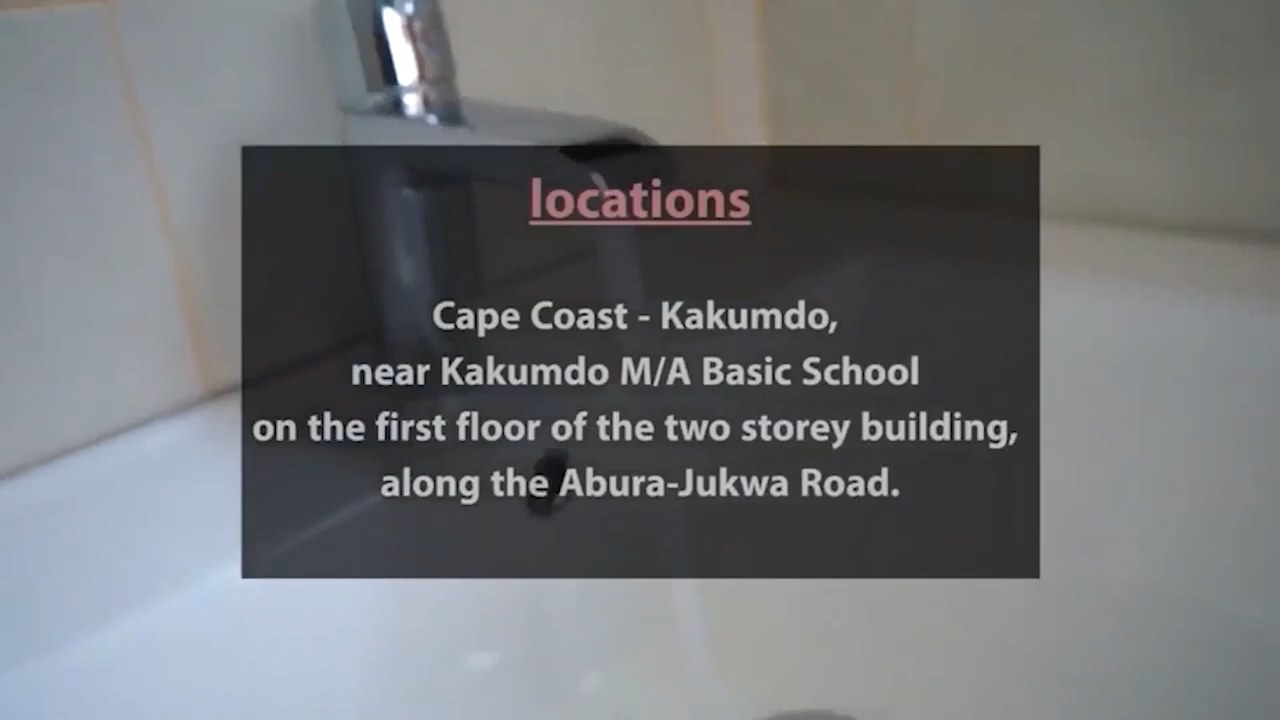 locations
Cape Coast - Kakumdo,
near Kakumdo M/A Basic School
on the first floor of the two storey building,
along the Abura-Jukwa Road.